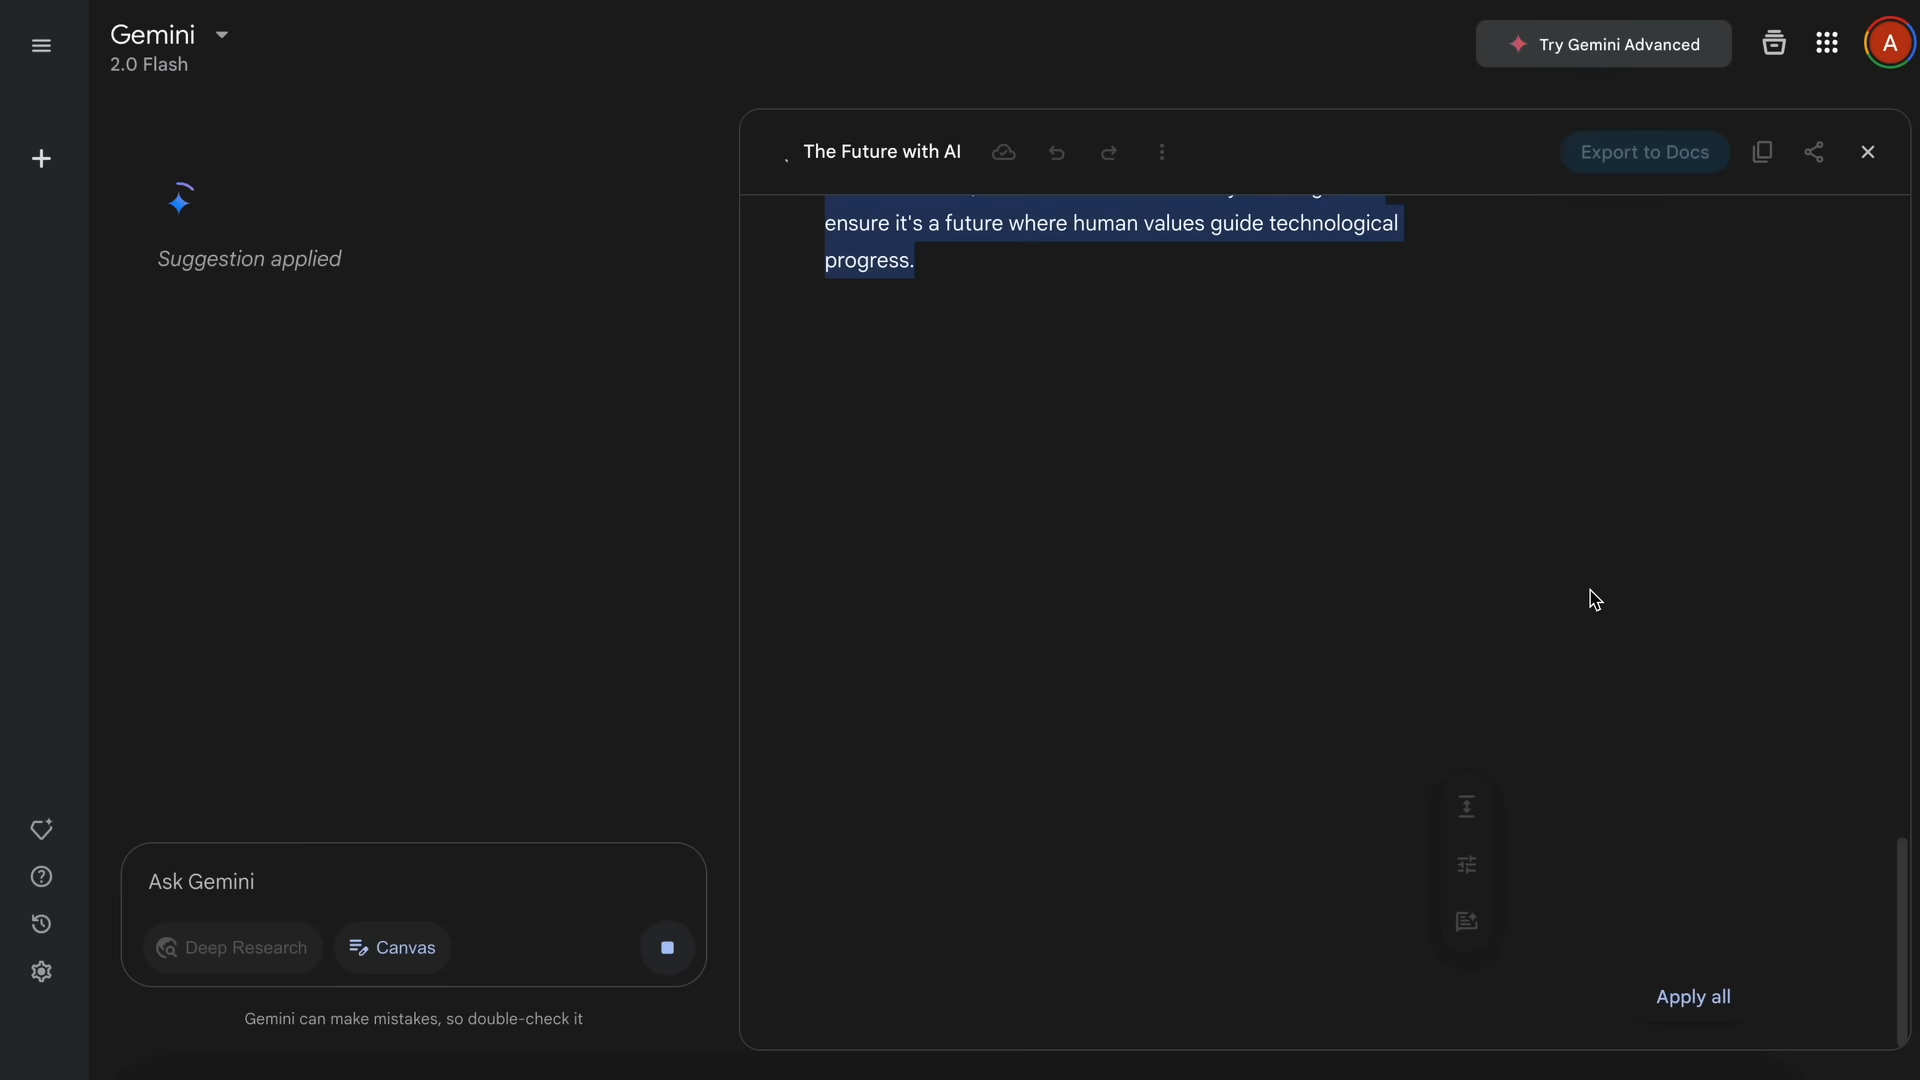 Gemini
2.0 Flash
Try Gemini Advanced
A
The Future with AI
Export to Docs
Suggestion applied
ensure it's a future where human values guide technological
progress.
Ask Gemini
Deep Research
Canvas
Gemini can make mistakes, so double-check it
Apply all